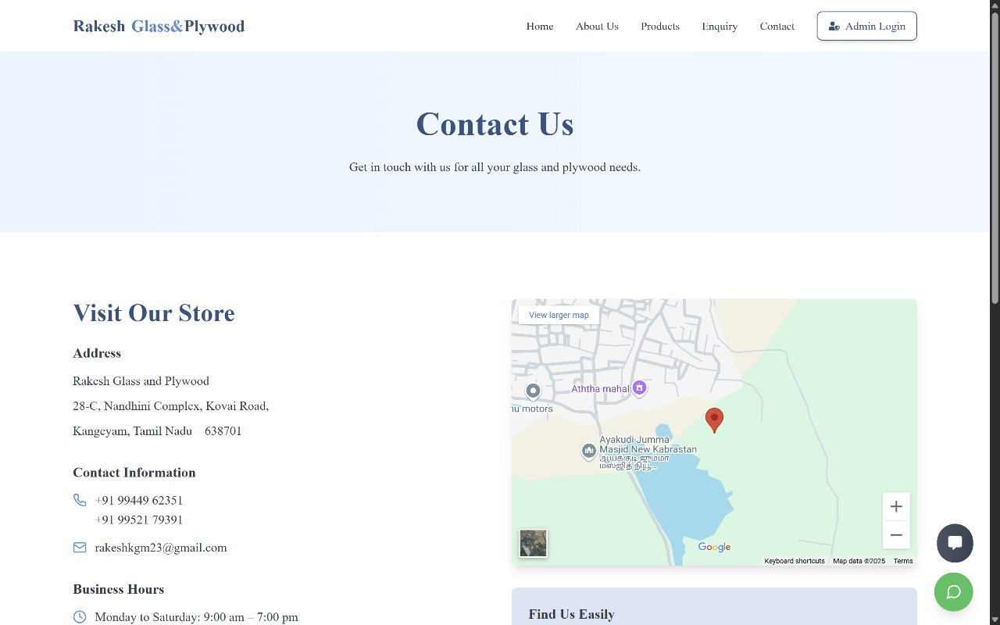 Rakesh Glass&Plywood
Home
About Us
Products
Enquiry
Contact
Admin Login
Contact Us
Get in touch with us for all your glass and plywood needs.
Visit Our Store
Address
Rakesh Glass and Plywood
28-C, Nandhini Complex, Kovai Road,
Kangeyam, Tamil Nadu – 638701
Contact Information
+91 99449 62351
+91 99521 79391
rakeshkgm23@gmail.com
Business Hours
Monday to Saturday: 9:00 am – 7:00 pm
View larger map
Aththa mahal
nu motors
Ayakudi Jumma
Masjid New Kabrastan
ஆயக்குடி ஜும்மா
மஸ்ஜித் நியூ...
Google
Keyboard shortcuts
Map data ©2025
Terms
Find Us Easily